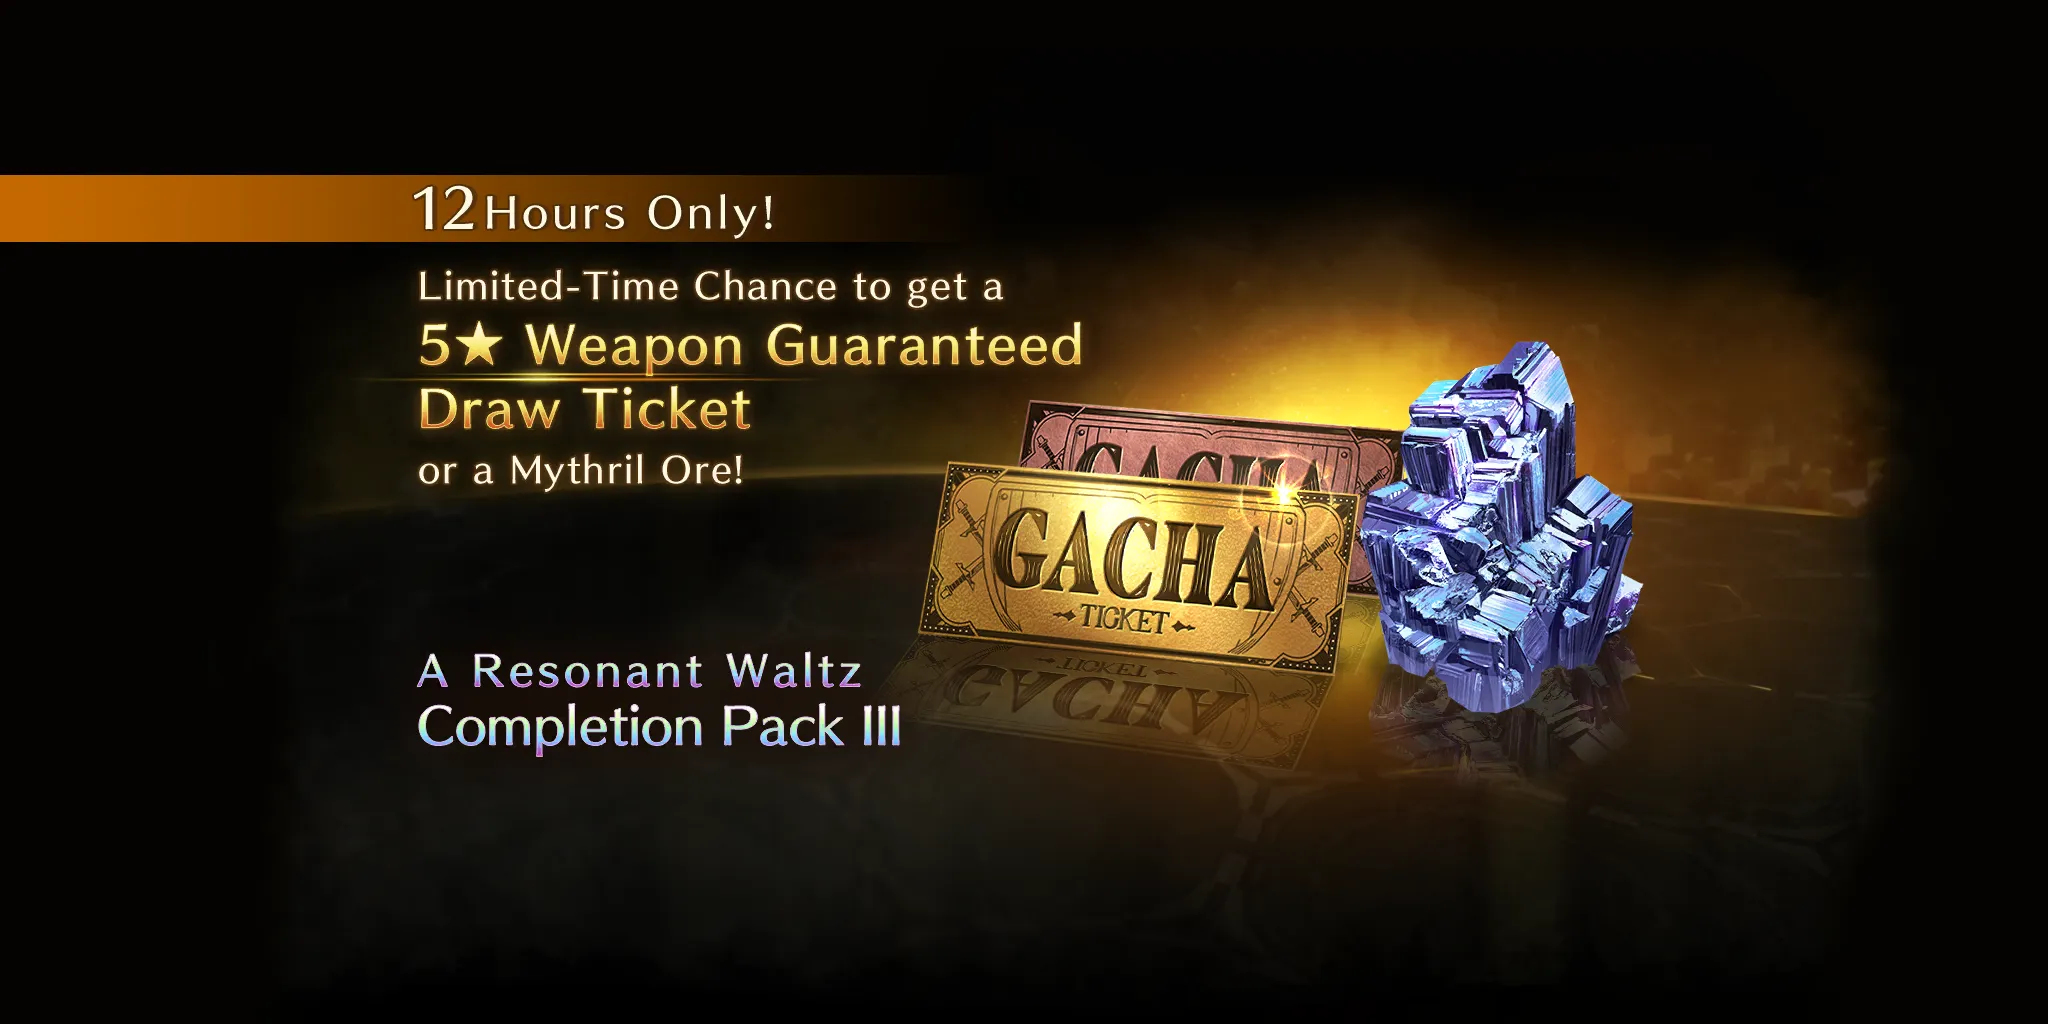 12 Hours Only!
Limited-Time Chance to get a
5★ Weapon Guaranteed
Draw Ticket
or a Mythril Ore!
GACHA
GACHA
TICKET
A Resonant Waltz
Completion Pack III